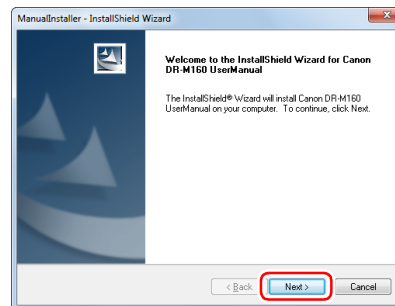 ManualInstaller - InstallShield Wizard
Welcome to the InstallShield Wizard for Canon
DR-M160 UserManual
The InstallShield® Wizard will install Canon DR-M160
UserManual on your computer. To continue, click Next.
< Back
Next >
Cancel